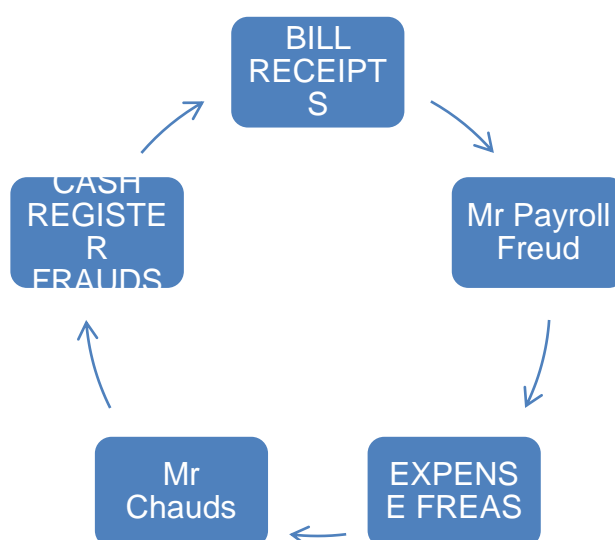 BILL
RECEIPT
S
Mr Payroll
Freud
EXPENS
E FREAS
Mr
Chauds
CASH
REGISTE
R
FRAUDS